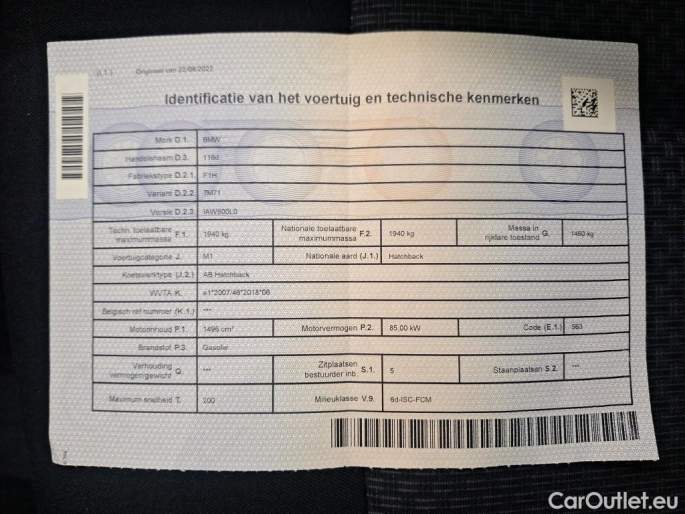 (I.1.) Origineel van 22/08/2023
Identificatie van het voertuig en technische kenmerken
Merk D.1. BMW
Handelsnaam D.3. 116d
Fabriekstype D.2.1. F1H
Variant D.2.2. 7M71
Versie D.2.3. IAW500L0
Techn. toelaatbare maximummassa F.1. 1940 kg Nationale toelaatbare maximummassa F.2. 1940 kg Massa in rijklare toestand G. 1460 kg
Voertuigcategorie J. M1 Nationale aard (J.1.) Hatchback
Koetswerktype (J.2.) AB Hatchback
WVTA K. e1*2007/46*2018*06
Belgisch ref nummer (K.1.) ***
Motorinhoud P.1. 1496 cm³ Motorvermogen P.2. 85,00 kW Code (E.1.) 563
Brandstof P.3. Gasolie
Verhouding vermogen/gewicht Q. *** Zitplaatsen bestuurder inb. S.1. 5 Staanplaatsen S.2. ***
Maximum snelheid T. 200 Milieuklasse V.9. 6d-ISC-FCM
CarOutlet.eu